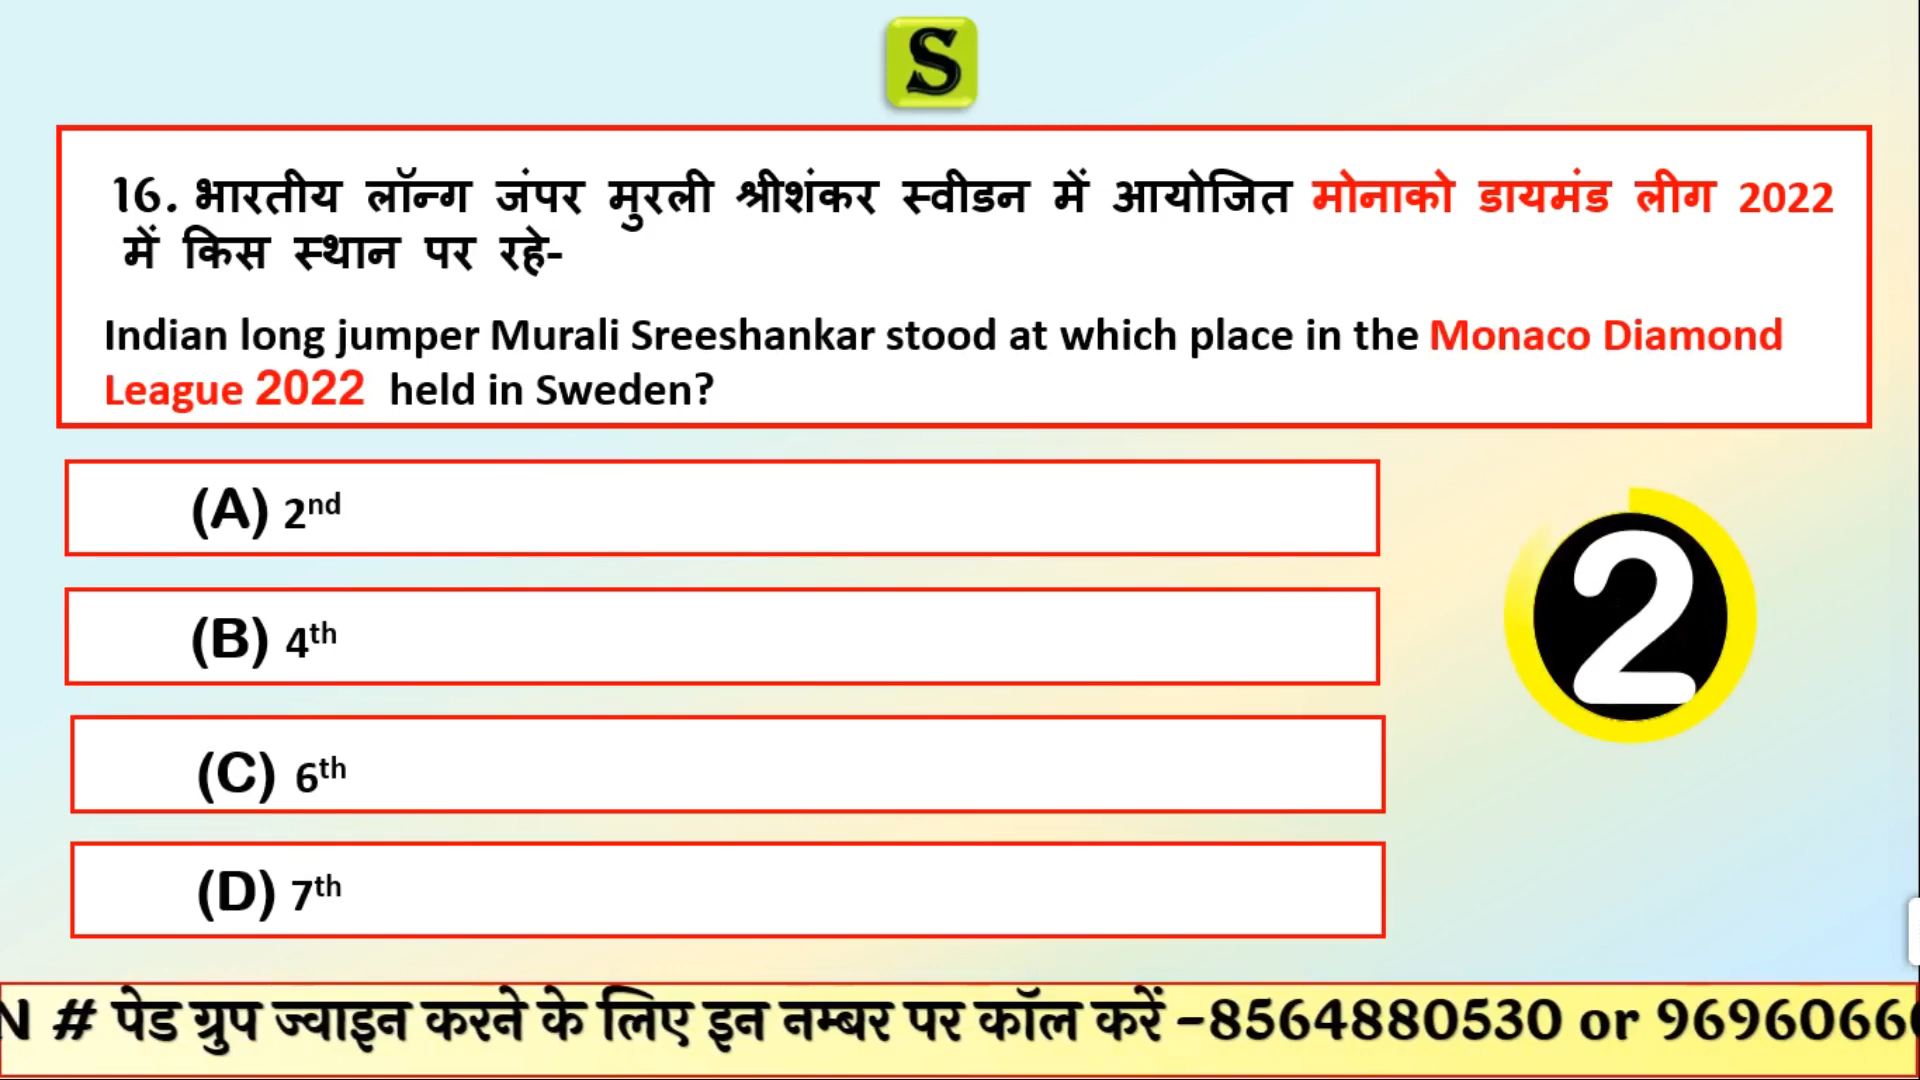 S
16. भारतीय लॉन्ग जंपर मुरली श्रीशंकर स्वीडन में आयोजित मोनाको डायमंड लीग 2022
में किस स्थान पर रहे-
Indian long jumper Murali Sreeshankar stood at which place in the Monaco Diamond
League 2022 held in Sweden?
(A) 2nd
(B) 4th
2
(C) 6th
(D) 7th
N # पेड ग्रुप ज्वाइन करने के लिए इन नम्बर पर कॉल करें -8564880530 or 9696066